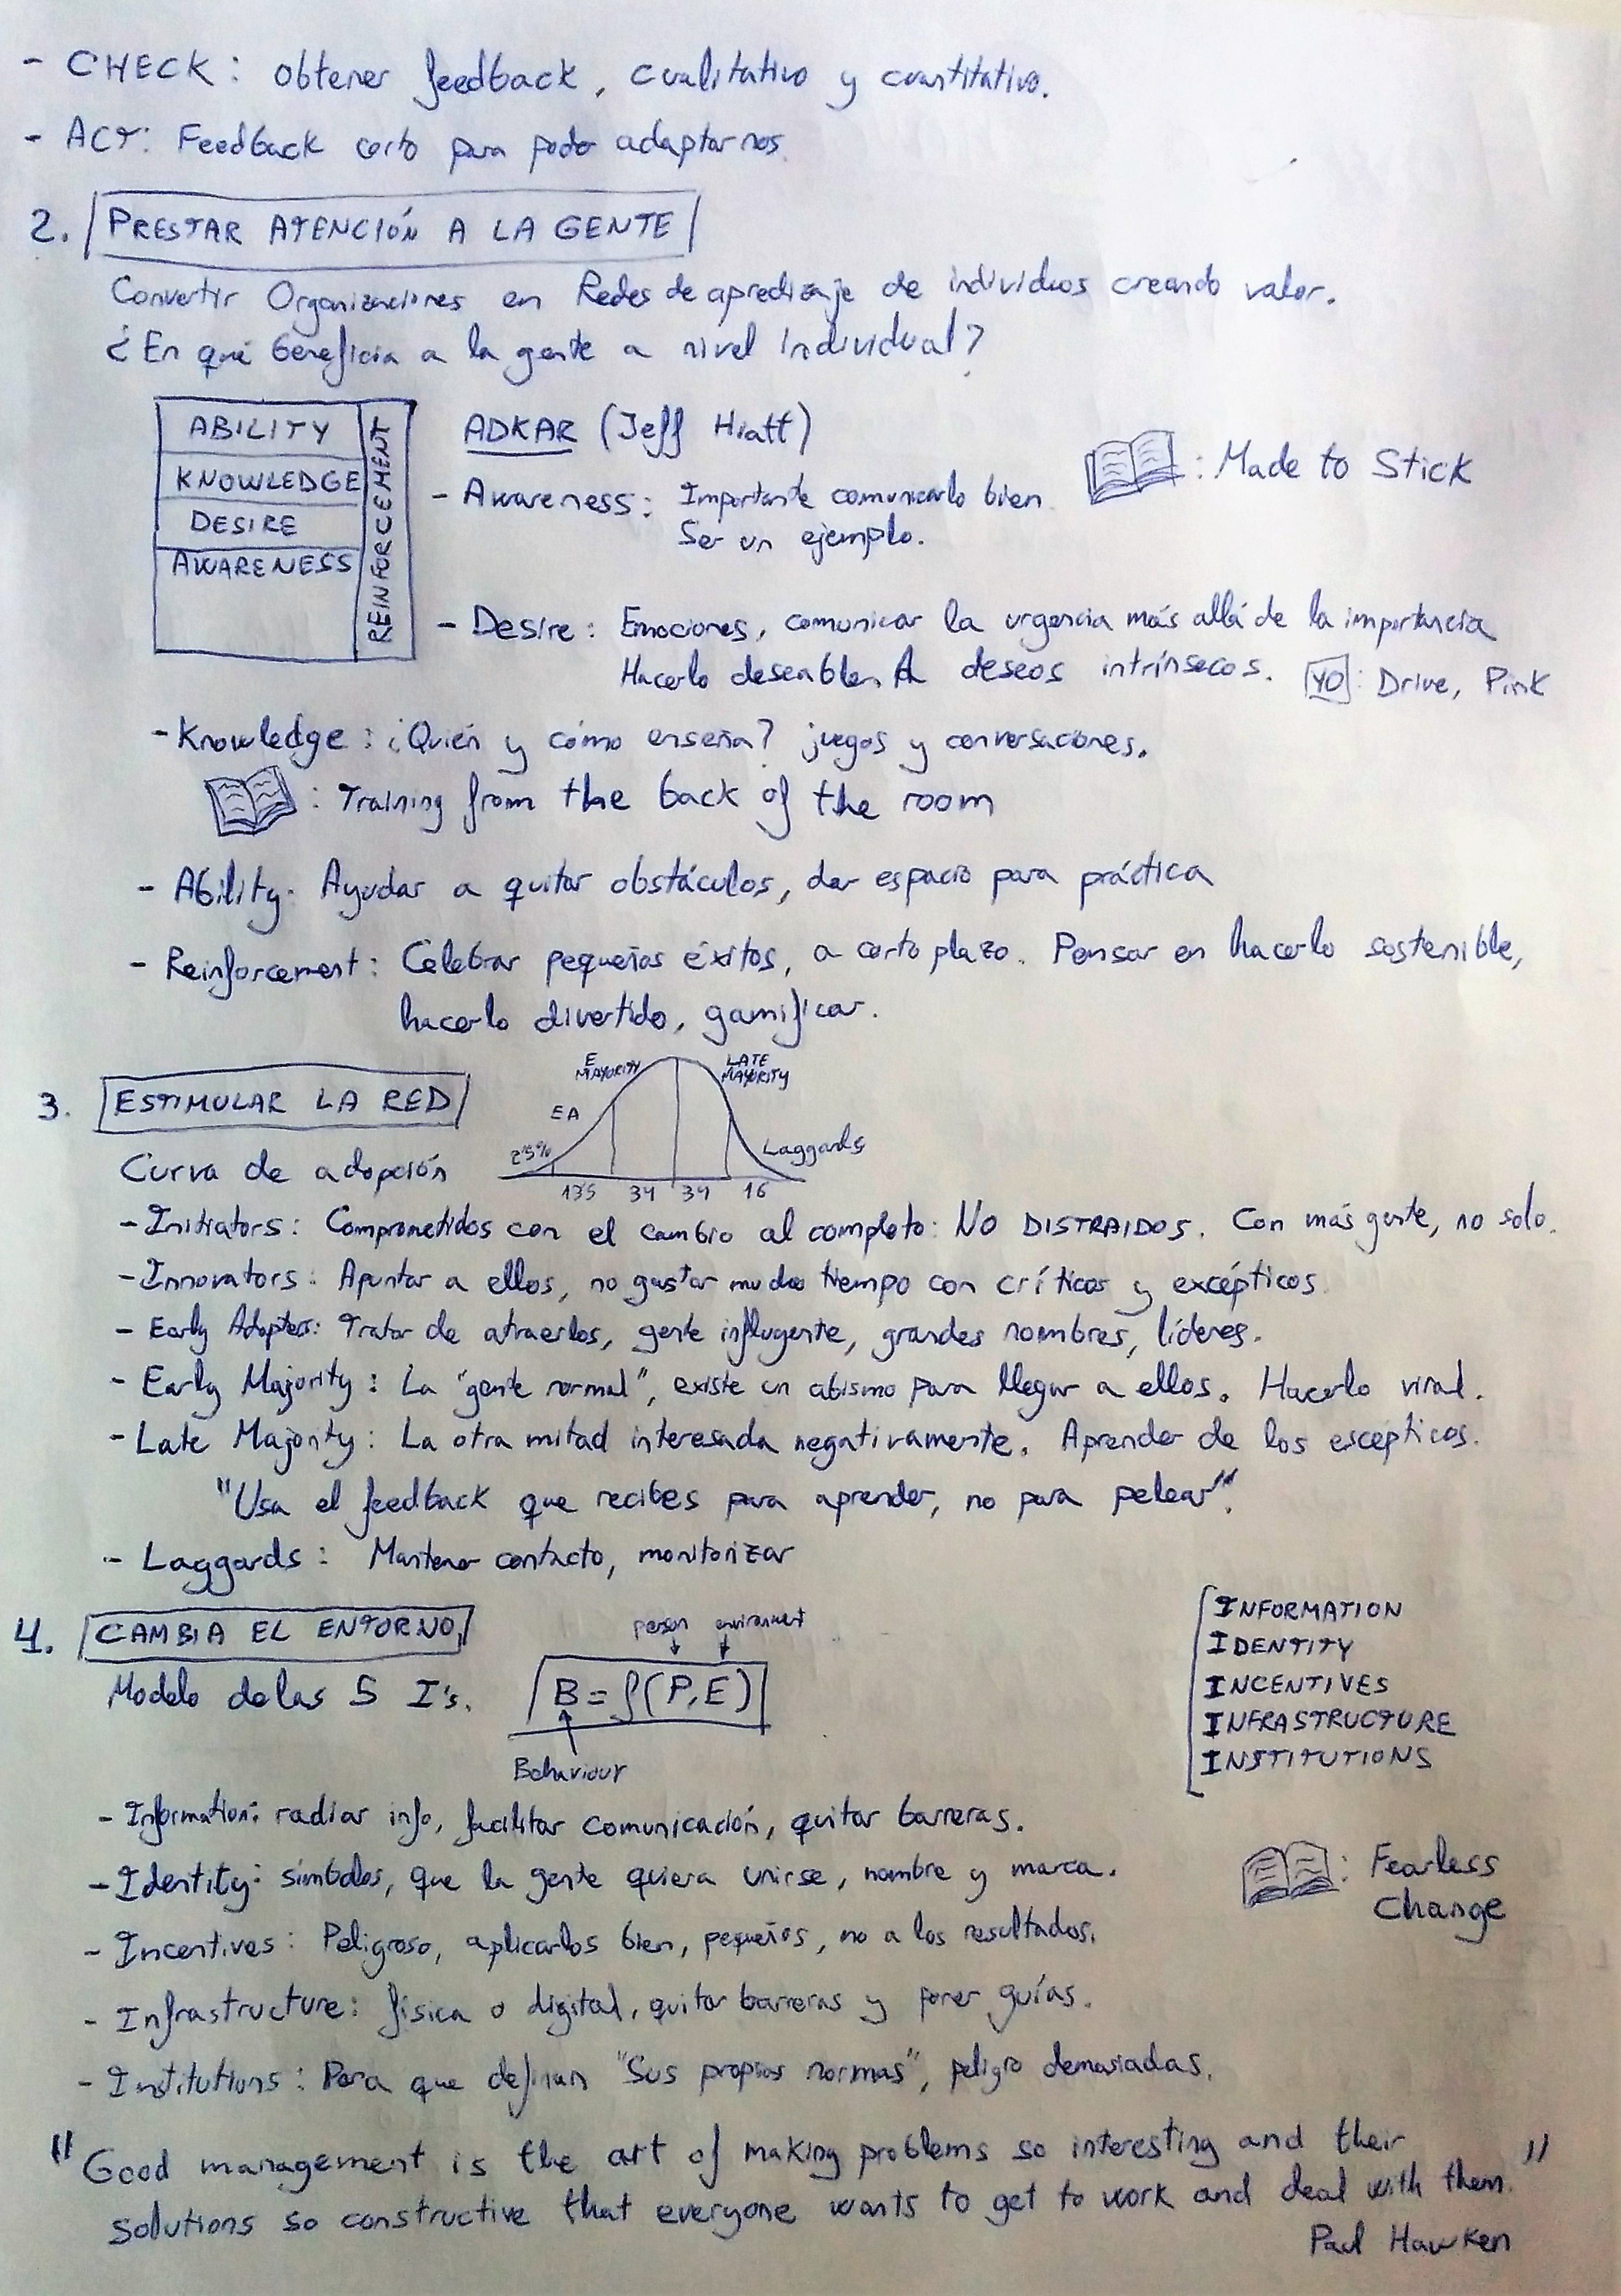 - CHECK: obtener feedback, cualitativo y cuantitativo.
- ACT: Feedback corto para poder adaptarnos.
2. PRESTAR ATENCIÓN A LA GENTE
Convertir Organizaciones en Redes de apredizaje de individuos creando valor.
¿En qué beneficia a la gente a nivel individual?
ABILITY
KNOWLEDGE
DESIRE
AWARENESS
REINFORCEMENT
ADKAR (Jeff Hiatt)
- Awareness: Importante comunicarlo bien.
Ser un ejemplo.
: Made to Stick
- Desire: Emociones, comunicar la urgencia más allá de la importancia
Hacerlo deseable. A deseos intrínsecos. YO: Drive, Pink
- Knowledge: ¿Quién y cómo enseña? juegos y conversaciones.
: Training from the back of the room
- Ability. Ayudar a quitar obstáculos, dar espacio para práctica
- Reinforcement: Celebrar pequeños éxitos, a corto plazo. Pensar en hacerlo sostenible,
hacerlo divertido, gamificar.
3. ESTIMULAR LA RED
E MAYORITY
LATE MAYORITY
EA
2'5%
Laggards
13'5 34 34 16
Curva de adopción
- Initiators: Comprometidos con el cambio al completo: NO DISTRAIDOS. Con más gente, no solo.
- Innovators: Apuntar a ellos, no gastar mucho tiempo con críticos y excépticos.
- Early Adopters: Tratar de atraerlos, gente influyente, grandes nombres, líderes.
- Early Majority: La "gente normal", existe un abismo para llegar a ellos. Hacerlo viral.
- Late Majority: La otra mitad interesada negativamente. Aprender de los escépticos.
"Usa el feedback que recibes para aprender, no para pelear".
- Laggards: Mantener contacto, monitorizar
4. CAMBIA EL ENTORNO
person environment
Modelo de las 5 I's. B = f(P, E)
Behaviour
INFORMATION
IDENTITY
INCENTIVES
INFRASTRUCTURE
INSTITUTIONS
- Information: radiar info, facilitar comunicación, quitar barreras.
- Identity: símbolos, que la gente quiera unirse, nombre y marca.
: Fearless
Change
- Incentives: Peligroso, aplicarlos bien, pequeños, no a los resultados.
- Infrastructure: física o digital, quitar barreras y poner guías.
- Institutions: Para que definan "Sus propias normas", peligro demasiadas.
"Good management is the art of making problems so interesting and their
solutions so constructive that everyone wants to get to work and deal with them."
Paul Hawken